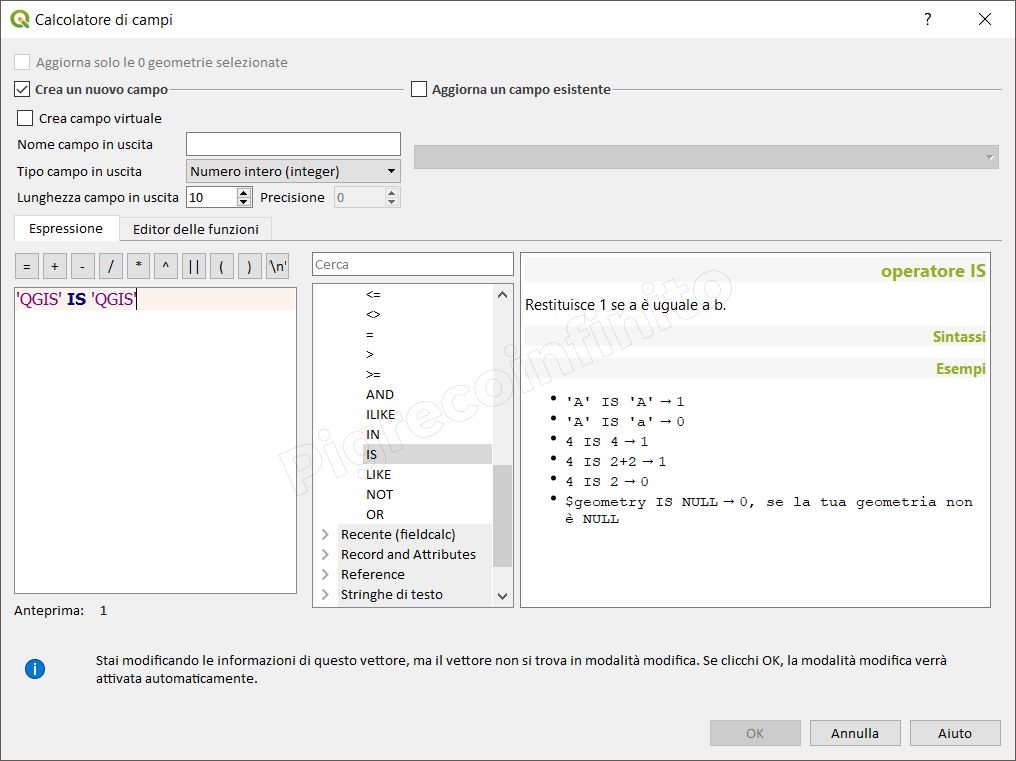 Calcolatore di campi
?
Aggiorna solo le 0 geometrie selezionate
Crea un nuovo campo
Aggiorna un campo esistente
Crea campo virtuale
Nome campo in uscita
Tipo campo in uscita Numero intero (integer)
Lunghezza campo in uscita 10 Precisione 0
Espressione Editor delle funzioni
= + - / * ^ || ( ) '\n'
'QGIS' IS 'QGIS'
Anteprima: 1
Cerca
<=
<>
=
>
>=
AND
ILIKE
IN
IS
LIKE
NOT
OR
Recente (fieldcalc)
Record and Attributes
Reference
Stringhe di testo
operatore IS
Restituisce 1 se a è uguale a b.
Sintassi
Esempi
'A' IS 'A' → 1
'A' IS 'a' → 0
4 IS 4 → 1
4 IS 2+2 → 1
4 IS 2 → 0
$geometry IS NULL → 0, se la tua geometria non
è NULL
Pigrecoinfinito
Stai modificando le informazioni di questo vettore, ma il vettore non si trova in modalità modifica. Se clicchi OK, la modalità modifica verrà
attivata automaticamente.
OK Annulla Aiuto